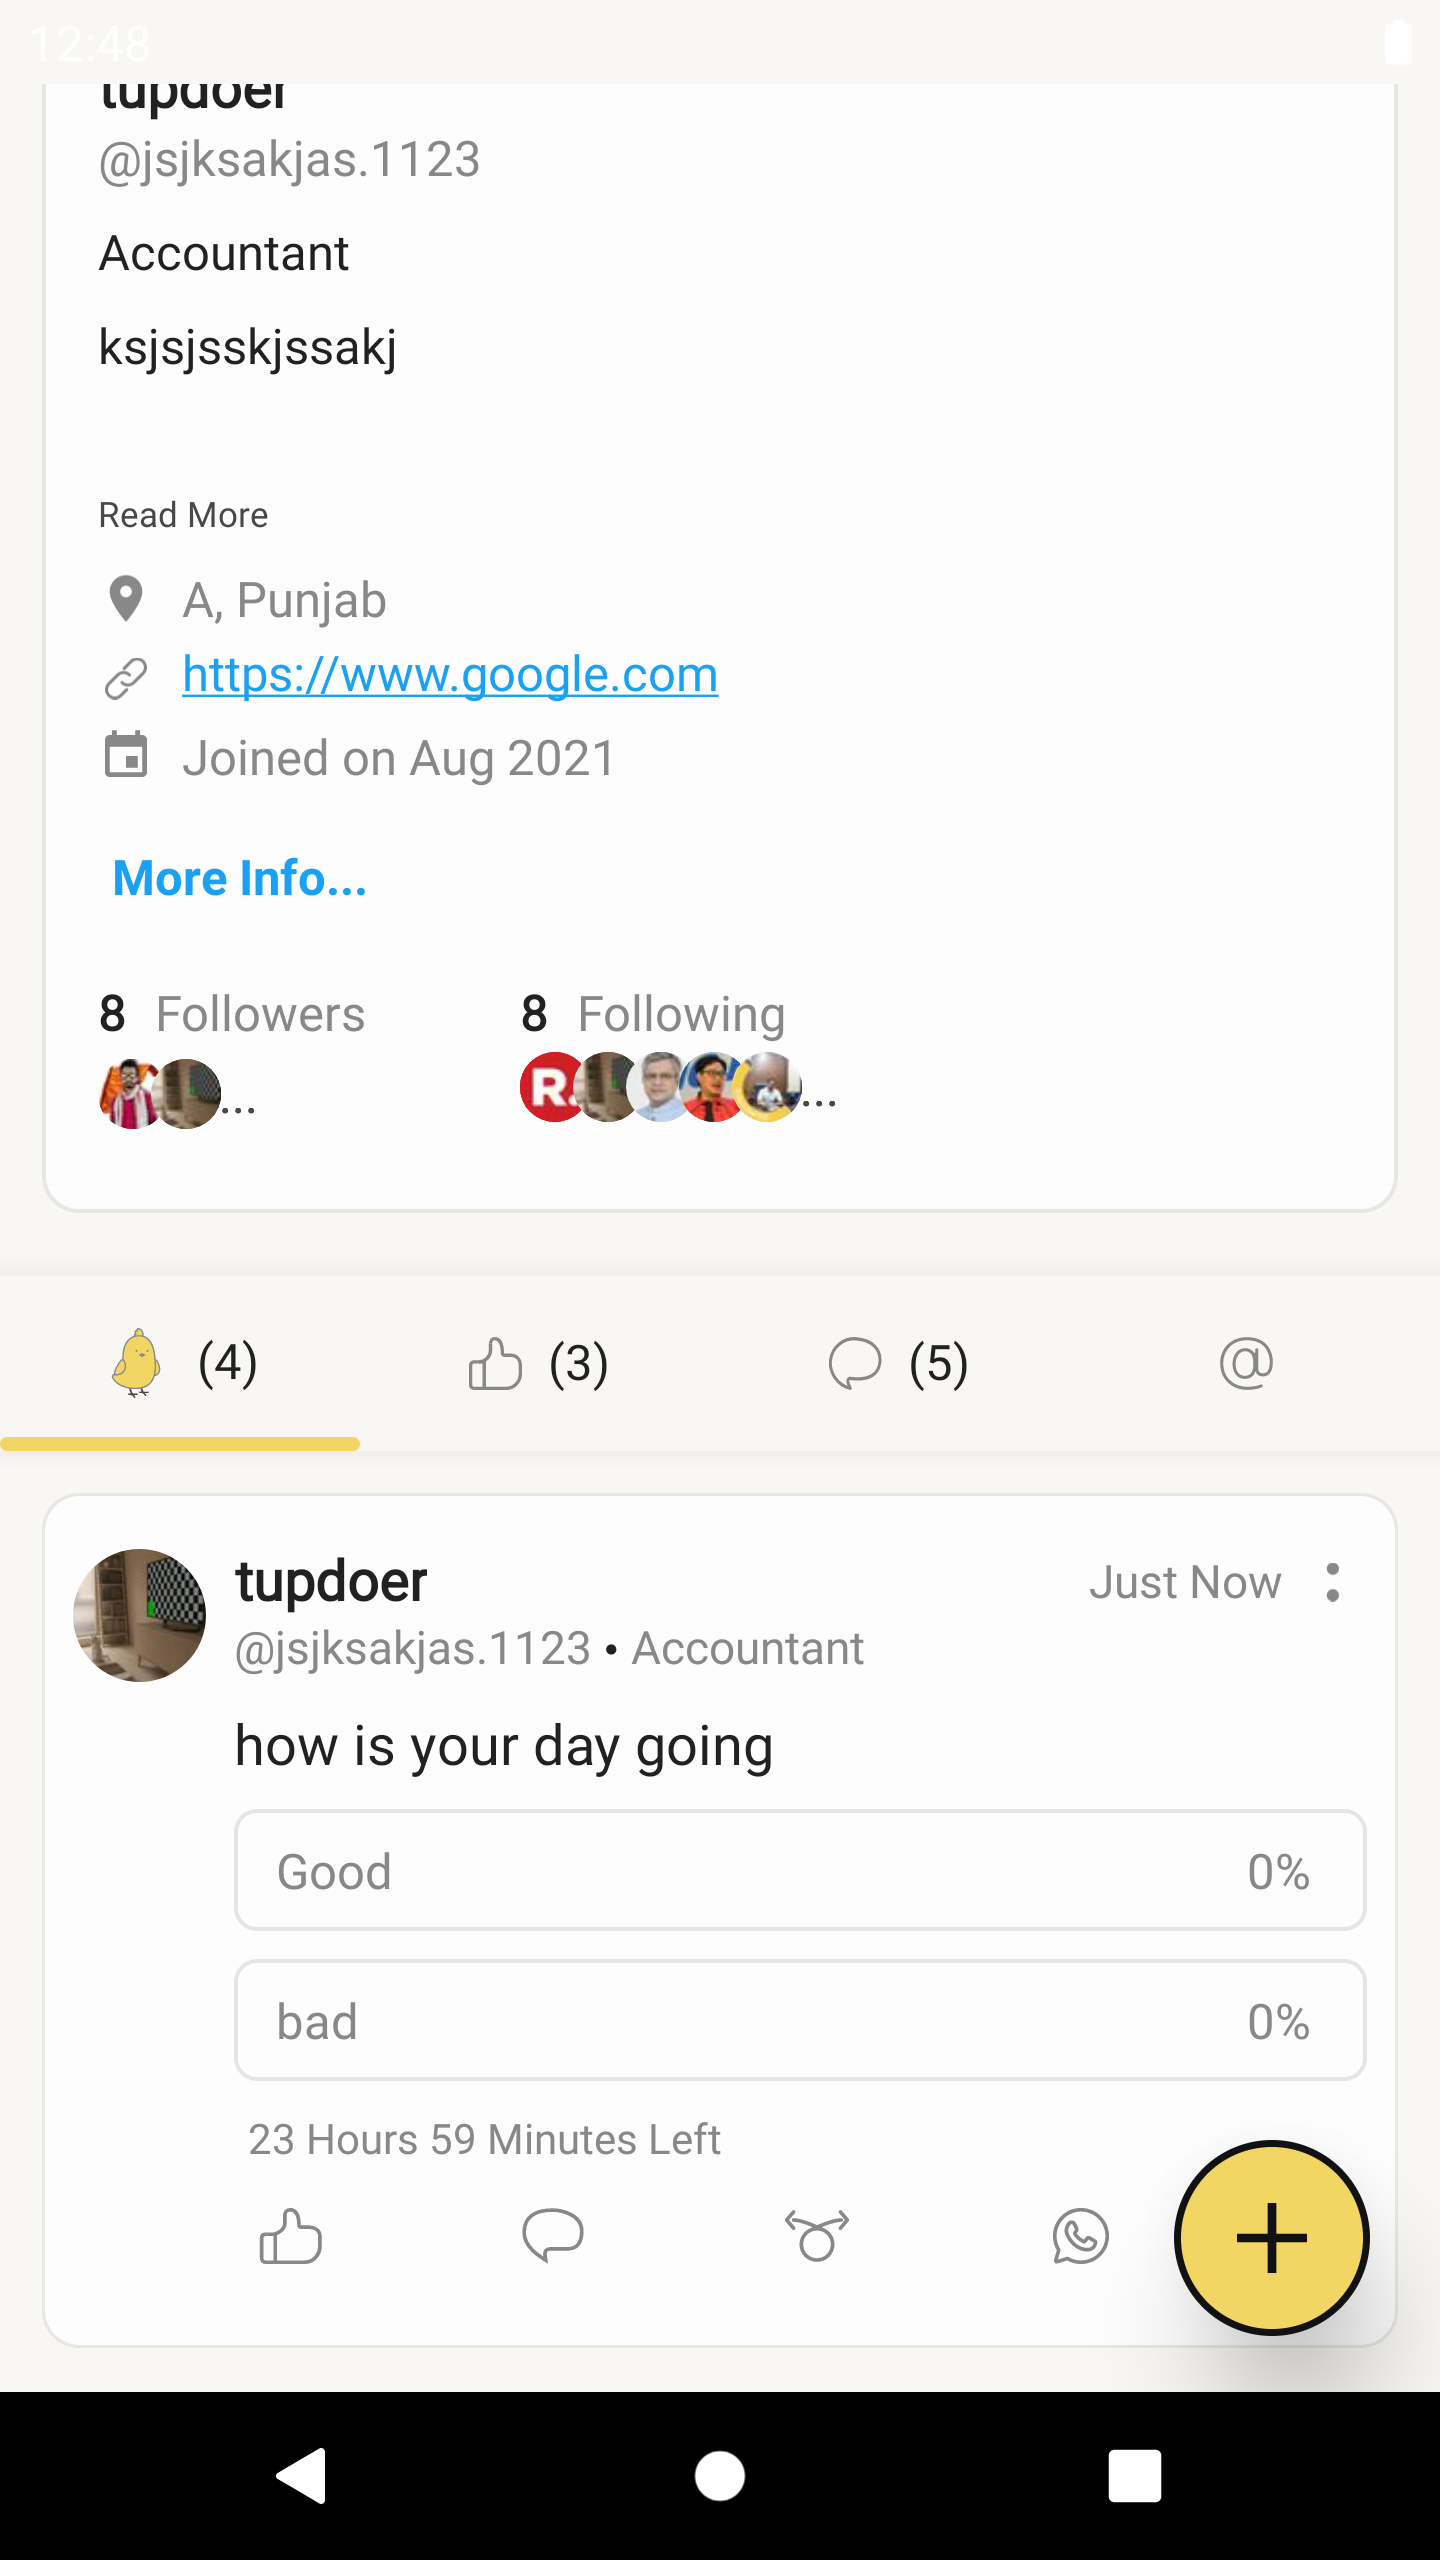 12:48
tupdoer
@jsjksakjas.1123
Accountant
ksjsjsskjssakj
Read More
A, Punjab
https://www.google.com
Joined on Aug 2021
More Info...
8 Followers 8 Following
R.
... ...
(4) (3) (5) @
tupdoer Just Now
@jsjksakjas.1123 • Accountant
how is your day going
Good 0%
bad 0%
23 Hours 59 Minutes Left